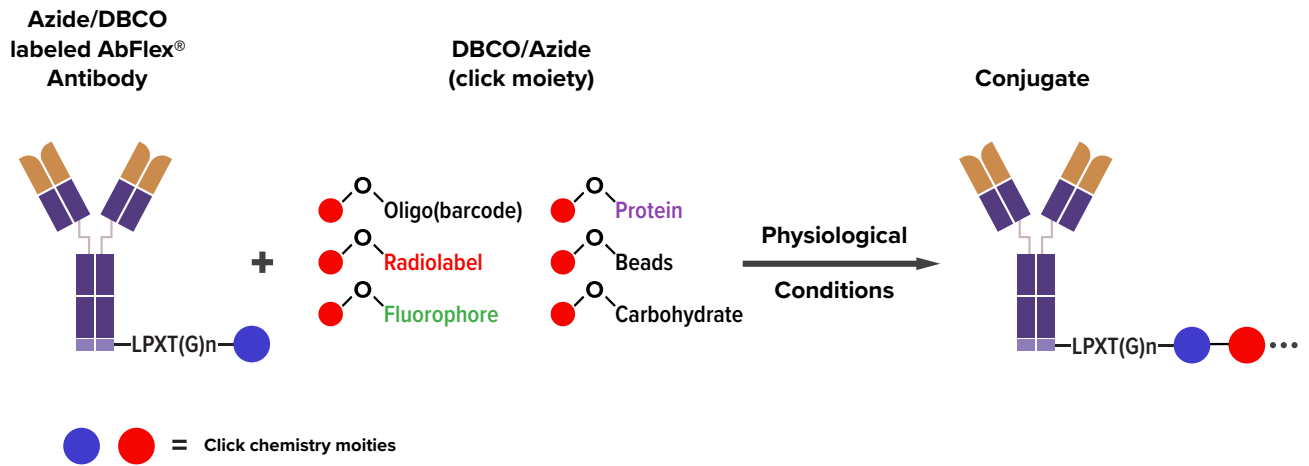 Azide/DBCO
labeled AbFlex®
Antibody
DBCO/Azide
(click moiety)
Conjugate
O
Oligo(barcode)
O
Protein
O
Radiolabel
O
Beads
O
Fluorophore
O
Carbohydrate
+
Physiological
Conditions
LPXT(G)n
LPXT(G)n
•••
= Click chemistry moities